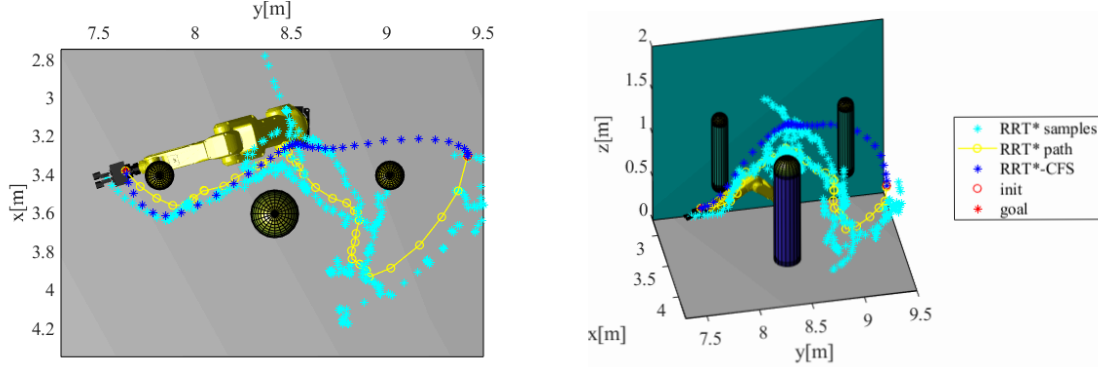 y[m]
7.5 8 8.5 9 9.5
2.8
3
3.2
3.4
3.6
3.8
4
4.2
x[m]
2
1.5
1
0.5
0
z[m]
3
3.5
4
x[m]
7.5
8
8.5
9
9.5
y[m]
RRT* samples
RRT* path
RRT*-CFS
init
goal